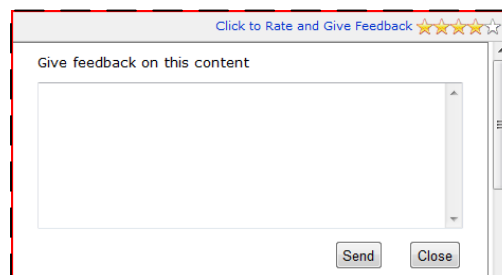 Click to Rate and Give Feedback
Give feedback on this content
Send Close